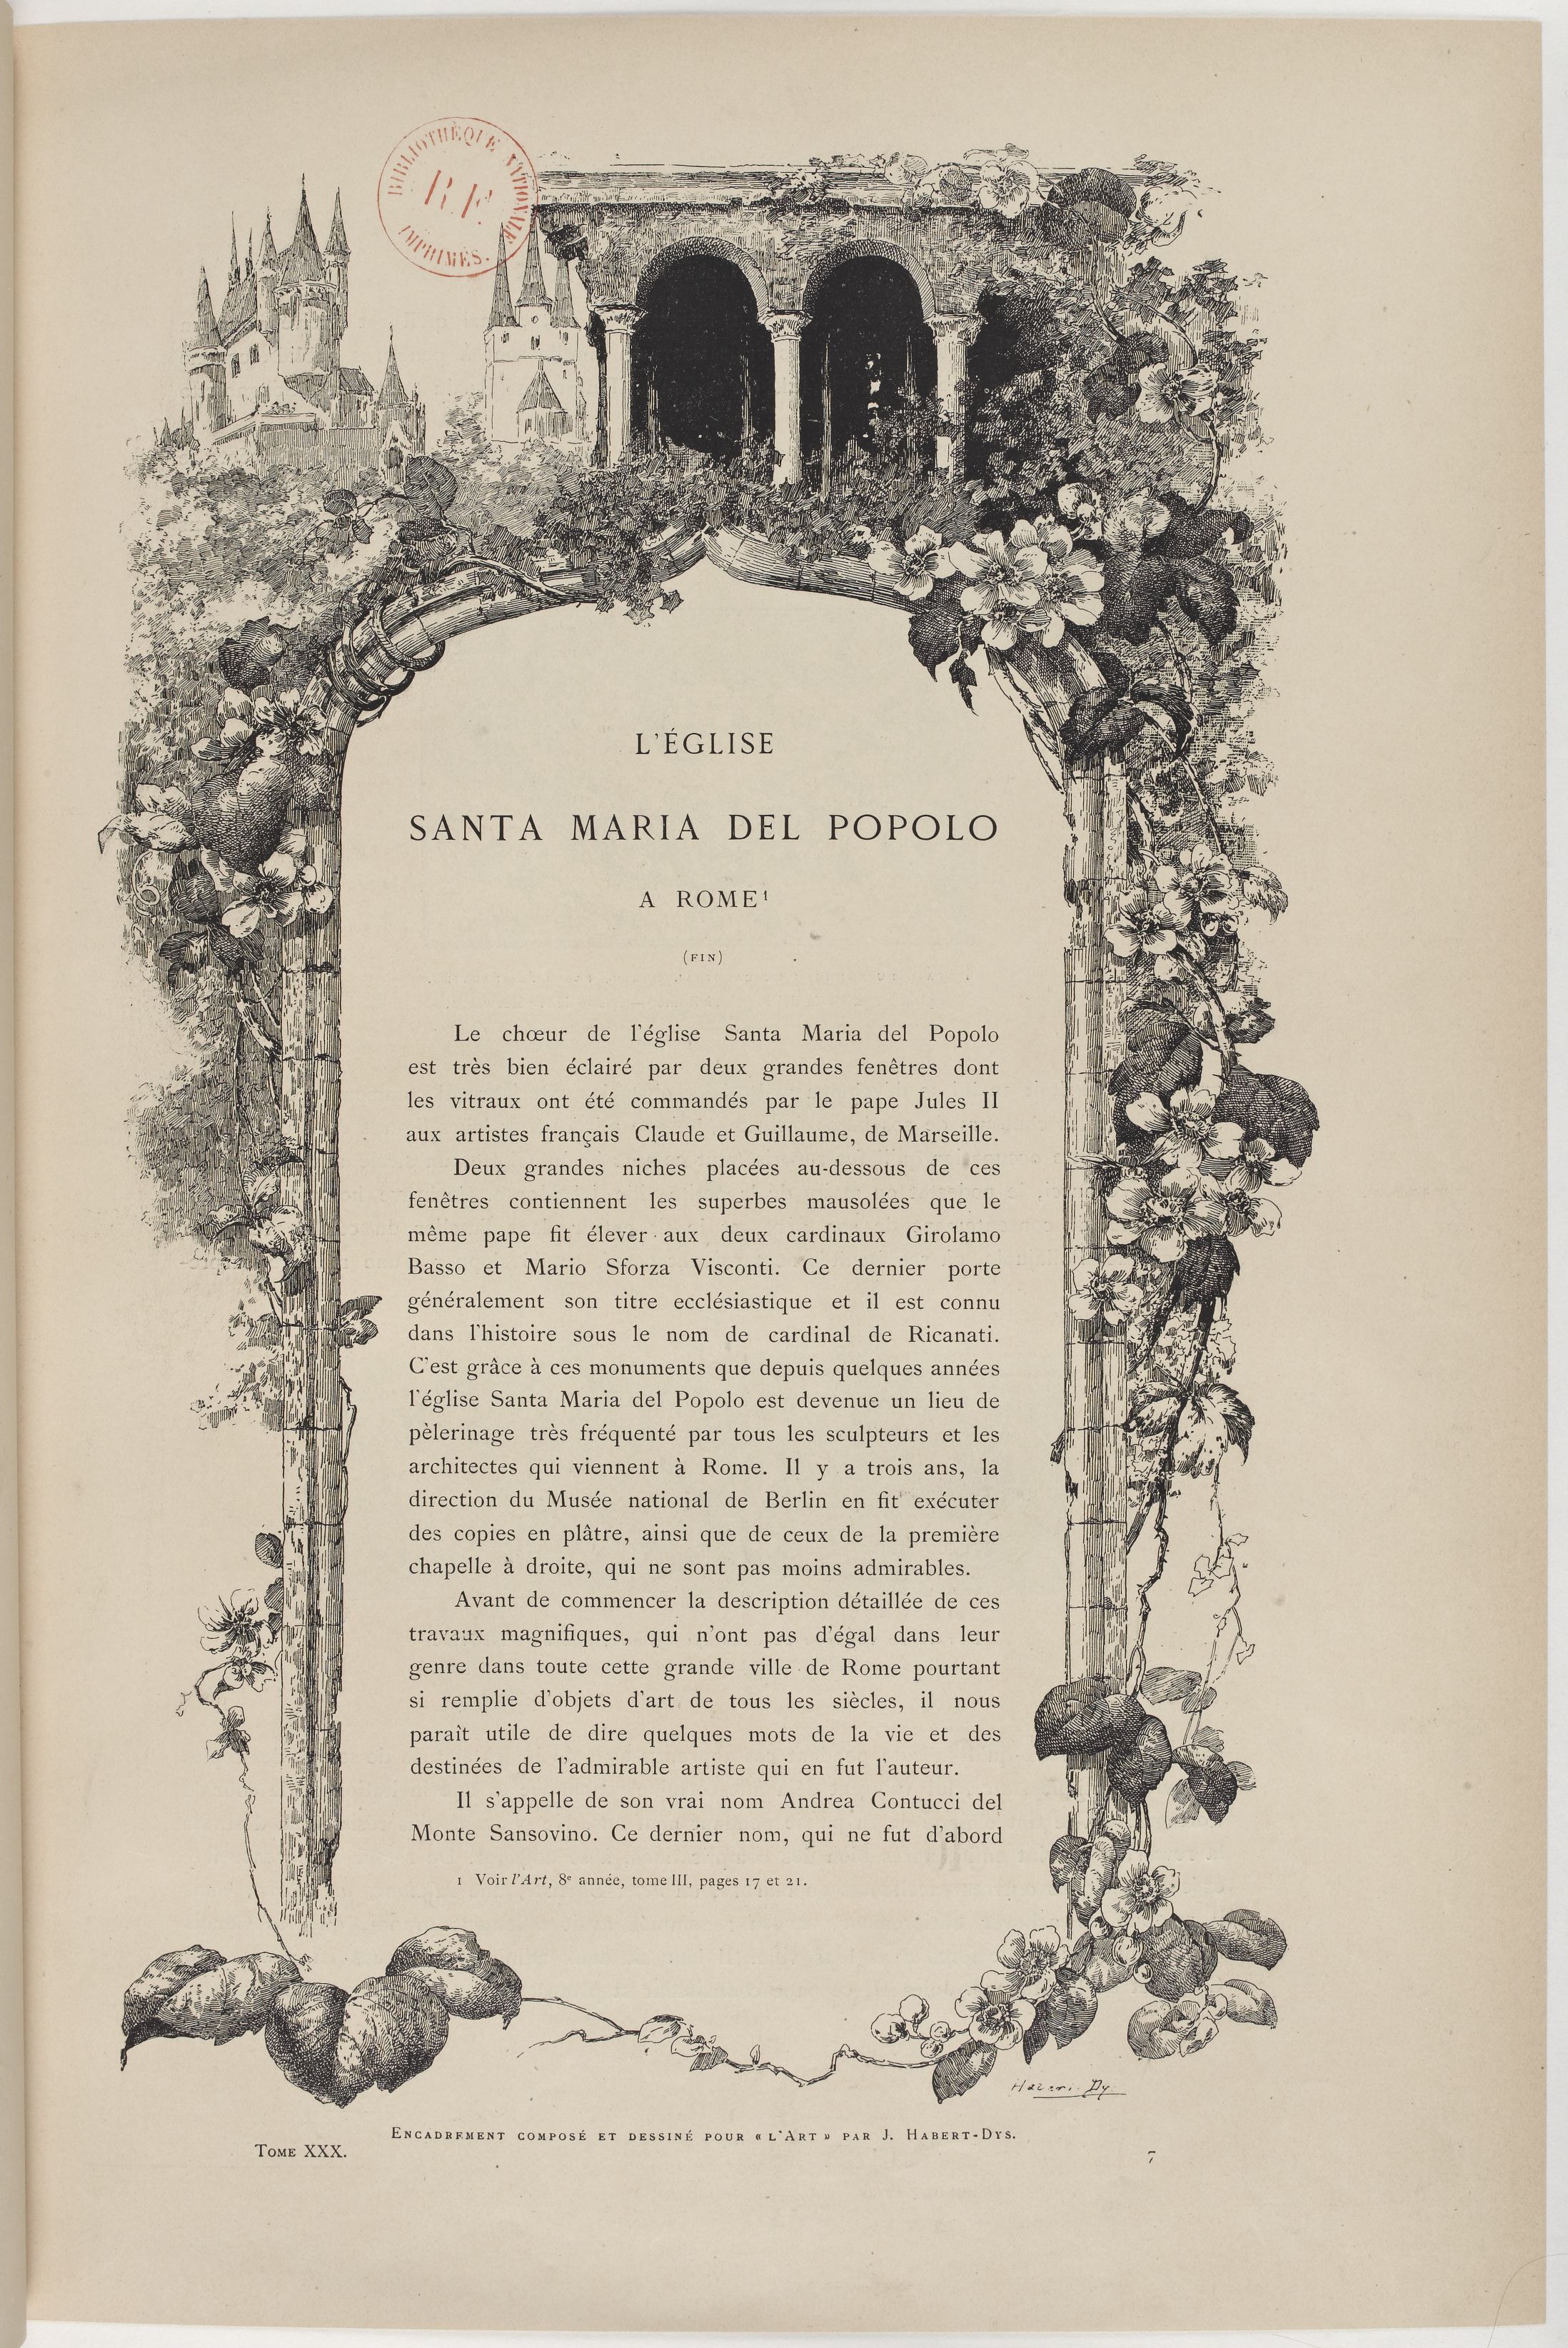 BIBLIOTHÈQUE NATIONALE
R.F.
IMPRIMÉS.
L'ÉGLISE
SANTA MARIA DEL POPOLO
A ROME¹
(FIN)
Le chœur de l'église Santa Maria del Popolo
est très bien éclairé par deux grandes fenêtres dont
les vitraux ont été commandés par le pape Jules II
aux artistes français Claude et Guillaume, de Marseille.
Deux grandes niches placées au-dessous de ces
fenêtres contiennent les superbes mausolées que le
même pape fit élever aux deux cardinaux Girolamo
Basso et Mario Sforza Visconti. Ce dernier porte
généralement son titre ecclésiastique et il est connu
dans l'histoire sous le nom de cardinal de Ricanati.
C'est grâce à ces monuments que depuis quelques années
l'église Santa Maria del Popolo est devenue un lieu de
pèlerinage très fréquenté par tous les sculpteurs et les
architectes qui viennent à Rome. Il y a trois ans, la
direction du Musée national de Berlin en fit exécuter
des copies en plâtre, ainsi que de ceux de la première
chapelle à droite, qui ne sont pas moins admirables.
Avant de commencer la description détaillée de ces
travaux magnifiques, qui n'ont pas d'égal dans leur
genre dans toute cette grande ville de Rome pourtant
si remplie d'objets d'art de tous les siècles, il nous
paraît utile de dire quelques mots de la vie et des
destinées de l'admirable artiste qui en fut l'auteur.
Il s'appelle de son vrai nom Andrea Contucci del
Monte Sansovino. Ce dernier nom, qui ne fut d'abord
1 Voir l'Art, 8e année, tome III, pages 17 et 21.
Habert-Dys
ENCADREMENT COMPOSÉ ET DESSINÉ POUR « L'ART » PAR J. HABERT-DYS.
TOME XXX.
7